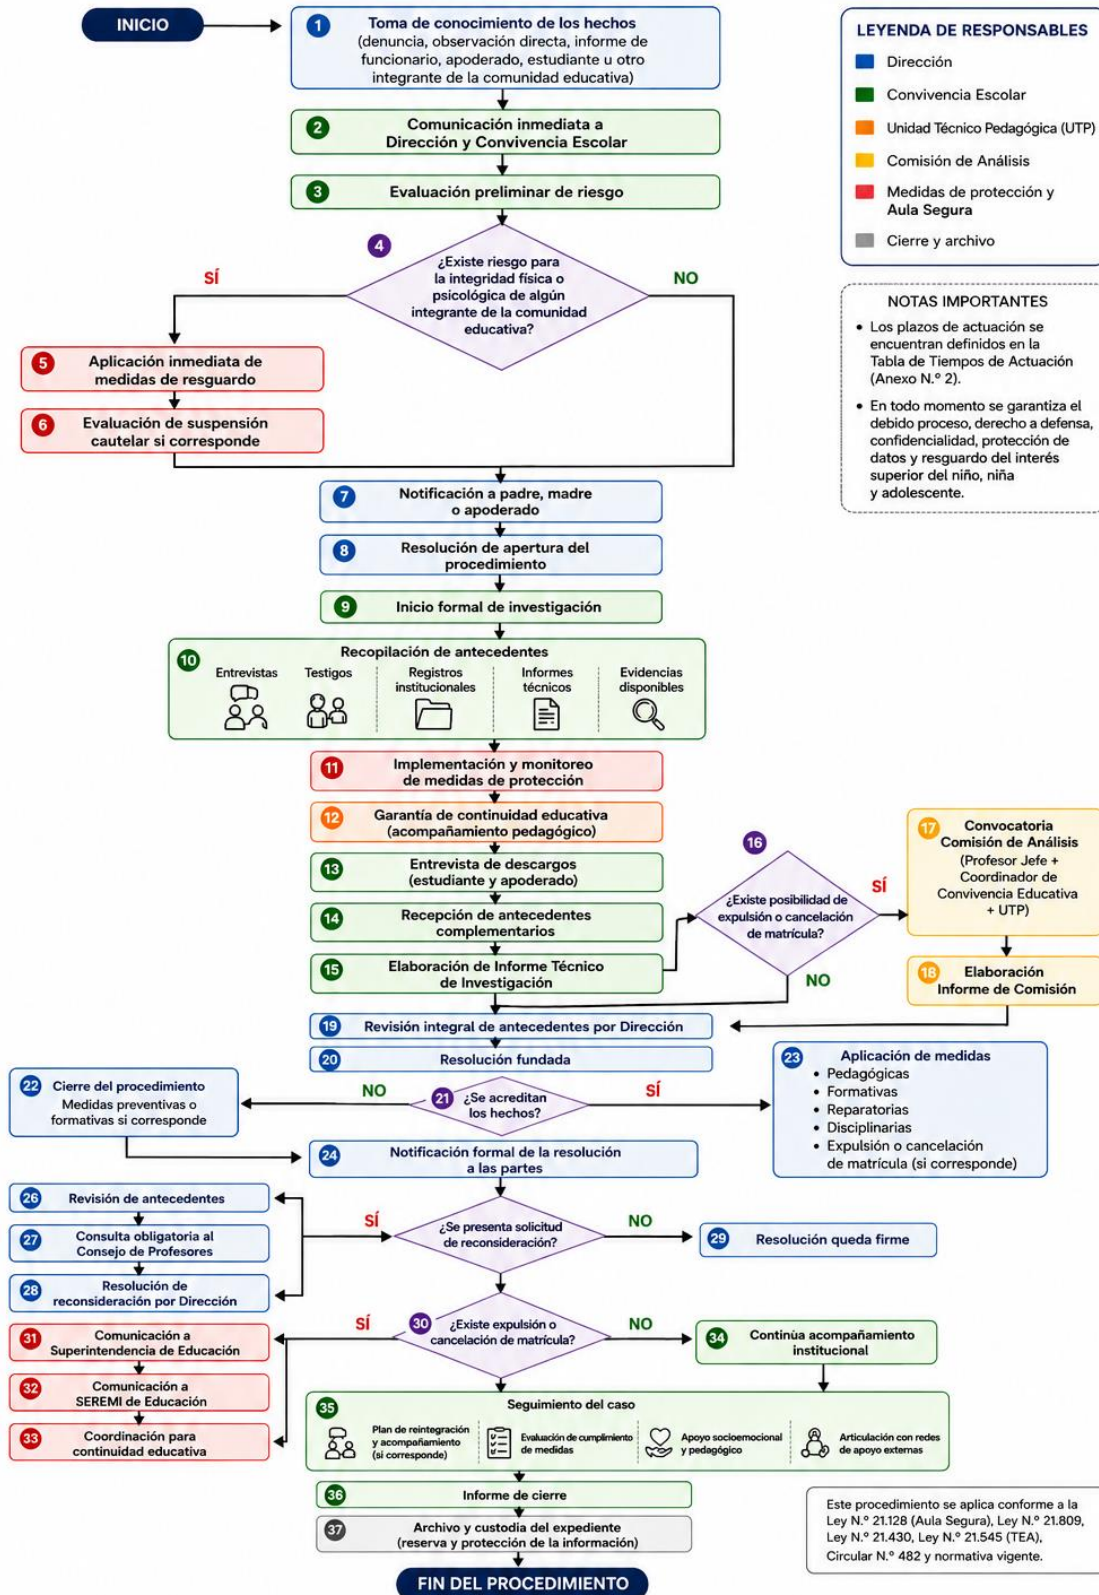 INICIO
1
Toma de conocimiento de los hechos
(denuncia, observación directa, informe de
funcionario, apoderado, estudiante u otro
integrante de la comunidad educativa)
2
Comunicación inmediata a
Dirección y Convivencia Escolar
3
Evaluación preliminar de riesgo
4
¿Existe riesgo para
la integridad física o
psicológica de algún
integrante de la comunidad
educativa?
SÍ
NO
5
Aplicación inmediata de
medidas de resguardo
6
Evaluación de suspensión
cautelar si corresponde
LEYENDA DE RESPONSABLES
Dirección
Convivencia Escolar
Unidad Técnico Pedagógica (UTP)
Comisión de Análisis
Medidas de protección y
Aula Segura
Cierre y archivo
NOTAS IMPORTANTES
• Los plazos de actuación se
encuentran definidos en la
Tabla de Tiempos de Actuación
(Anexo N.º 2).
• En todo momento se garantiza el
debido proceso, derecho a defensa,
confidencialidad, protección de
datos y resguardo del interés
superior del niño, niña
y adolescente.
7
Notificación a padre, madre
o apoderado
8
Resolución de apertura del
procedimiento
9
Inicio formal de investigación
10
Recopilación de antecedentes
Entrevistas
Testigos
Registros
institucionales
Informes
técnicos
Evidencias
disponibles
11
Implementación y monitoreo
de medidas de protección
12
Garantía de continuidad educativa
(acompañamiento pedagógico)
13
Entrevista de descargos
(estudiante y apoderado)
14
Recepción de antecedentes
complementarios
15
Elaboración de Informe Técnico
de Investigación
16
¿Existe posibilidad de
expulsión o cancelación
de matrícula?
SÍ
NO
17
Convocatoria
Comisión de Análisis
(Profesor Jefe +
Coordinador de
Convivencia Educativa
+ UTP)
18
Elaboración
Informe de Comisión
19
Revisión integral de antecedentes por Dirección
20
Resolución fundada
21
¿Se acreditan
los hechos?
NO
SÍ
22
Cierre del procedimiento
Medidas preventivas o
formativas si corresponde
23
Aplicación de medidas
• Pedagógicas
• Formativas
• Reparatorias
• Disciplinarias
• Expulsión o cancelación
de matrícula (si corresponde)
24
Notificación formal de la resolución
a las partes
¿Se presenta solicitud
de reconsideración?
SÍ
NO
26
Revisión de antecedentes
27
Consulta obligatoria al
Consejo de Profesores
28
Resolución de
reconsideración por Dirección
29
Resolución queda firme
30
¿Existe expulsión o
cancelación de matrícula?
SÍ
NO
31
Comunicación a
Superintendencia de Educación
32
Comunicación a
SEREMI de Educación
33
Coordinación para
continuidad educativa
34
Continùa acompañamiento
institucional
35
Seguimiento del caso
Plan de reintegración
y acompañamiento
(si corresponde)
Evaluación de cumplimiento
de medidas
Apoyo socioemocional
y pedagógico
Articulación con redes
de apoyo externas
36
Informe de cierre
37
Archivo y custodia del expediente
(reserva y protección de la información)
FIN DEL PROCEDIMIENTO
Este procedimiento se aplica conforme a la
Ley N.º 21.128 (Aula Segura), Ley N.º 21.809,
Ley N.º 21.430, Ley N.º 21.545 (TEA),
Circular N.º 482 y normativa vigente.